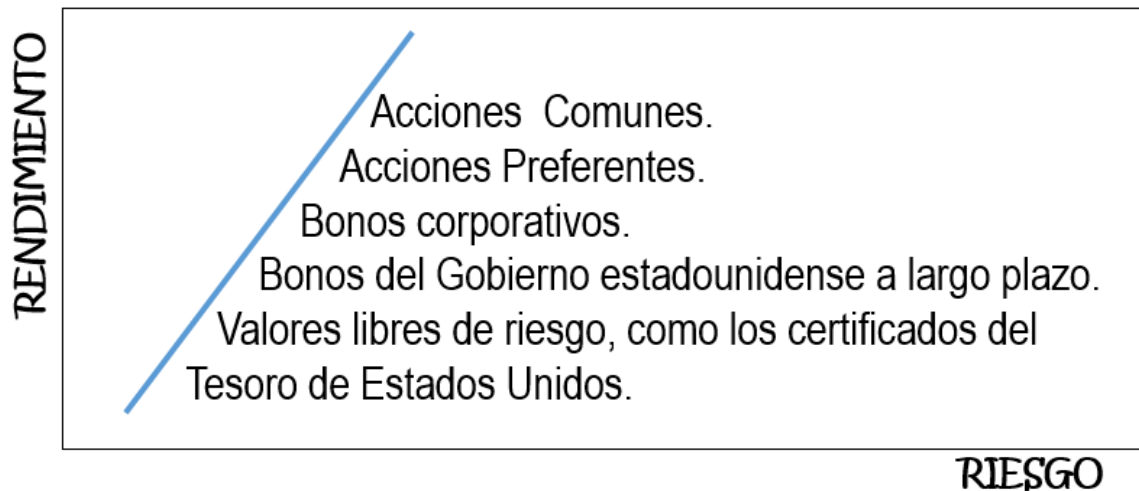 RENDIMIENTO
Acciones Comunes.
Acciones Preferentes.
Bonos corporativos.
Bonos del Gobierno estadounidense a largo plazo.
Valores libres de riesgo, como los certificados del
Tesoro de Estados Unidos.
RIESGO